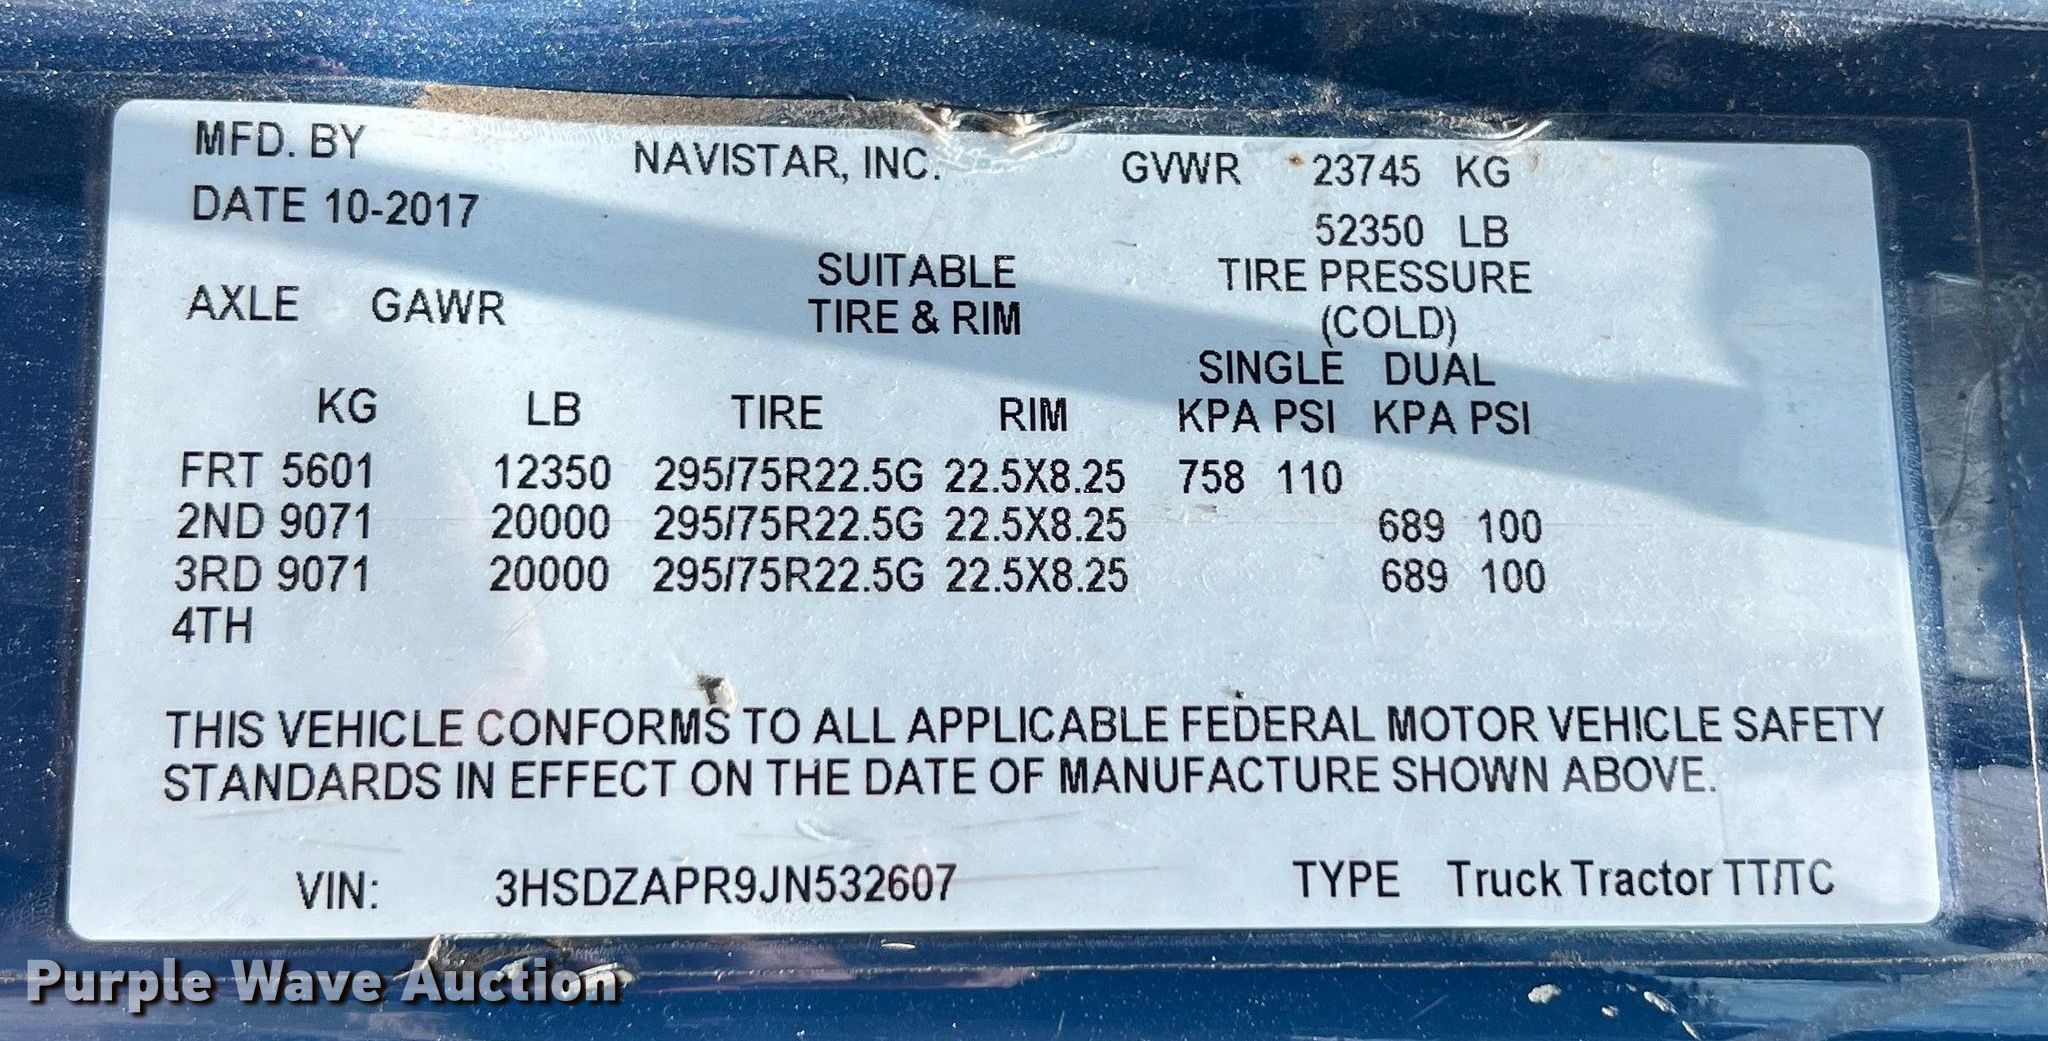 MFD. BY NAVISTAR, INC. GVWR 23745 KG
DATE 10-2017 52350 LB
SUITABLE TIRE PRESSURE
AXLE GAWR TIRE & RIM (COLD)
SINGLE DUAL
KG LB TIRE RIM KPA PSI KPA PSI
FRT 5601 12350 295/75R22.5G 22.5X8.25 758 110
2ND 9071 20000 295/75R22.5G 22.5X8.25 689 100
3RD 9071 20000 295/75R22.5G 22.5X8.25 689 100
4TH
THIS VEHICLE CONFORMS TO ALL APPLICABLE FEDERAL MOTOR VEHICLE SAFETY
STANDARDS IN EFFECT ON THE DATE OF MANUFACTURE SHOWN ABOVE.
VIN: 3HSDZAPR9JN532607 TYPE Truck Tractor TT/TC
Purple Wave Auction